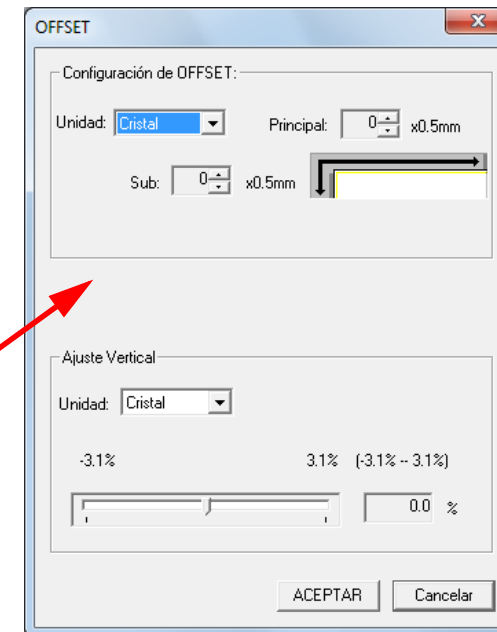 OFFSET
Configuración de OFFSET:
Unidad: Cristal Principal: 0 x0.5mm
Sub: 0 x0.5mm
Ajuste Vertical
Unidad: Cristal
-3.1% 3.1% (-3.1% -- 3.1%)
0.0 %
ACEPTAR Cancelar